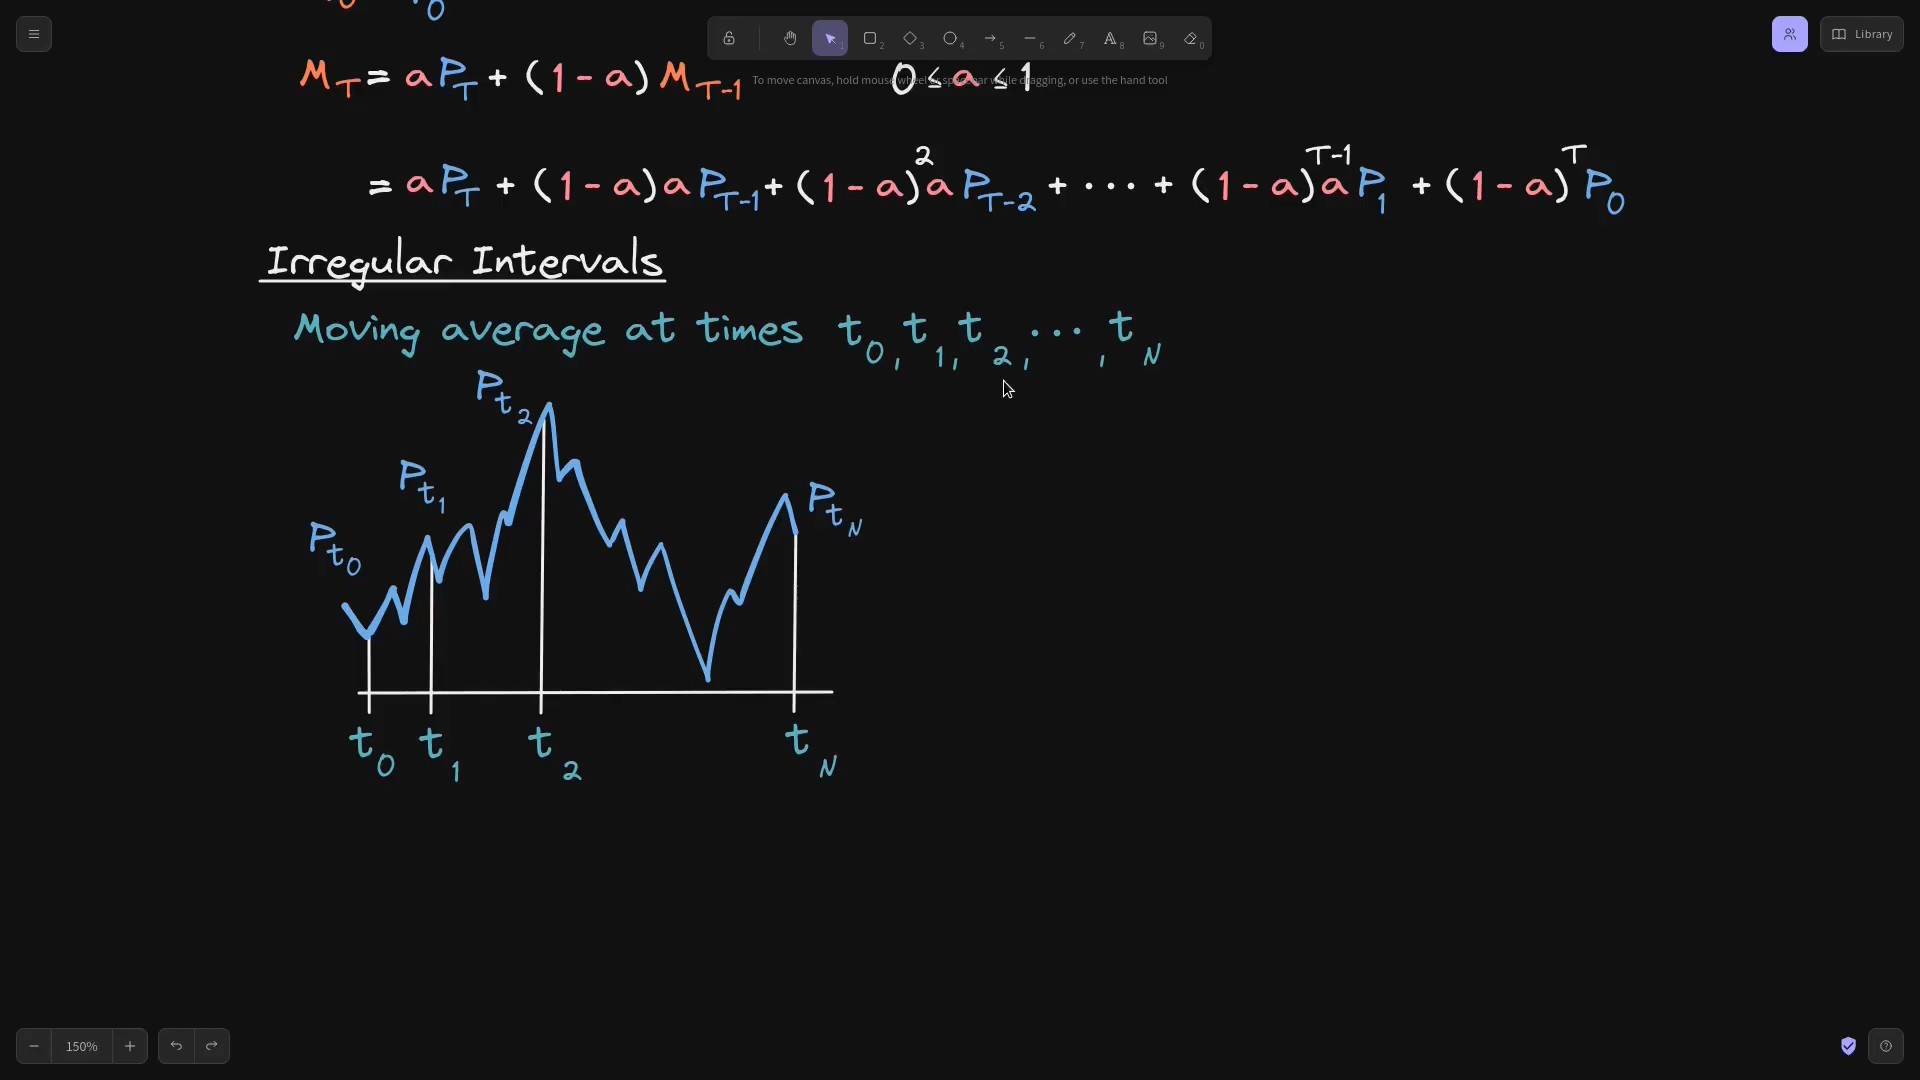 Library
To move canvas, hold mouse wheel or spacebar while dragging, or use the hand tool
M_T = aP_T + (1 - a) M_{T-1} 0 ≤ a ≤ 1
= aP_T + (1 - a)aP_{T-1} + (1 - a)^2 aP_{T-2} + ··· + (1 - a)^{T-1} aP_1 + (1 - a)^T P_0
Irregular Intervals
Moving average at times t_0, t_1, t_2, ···, t_N
P_{t_2}
P_{t_1}
P_{t_N}
P_{t_0}
t_0 t_1 t_2 t_N
150%